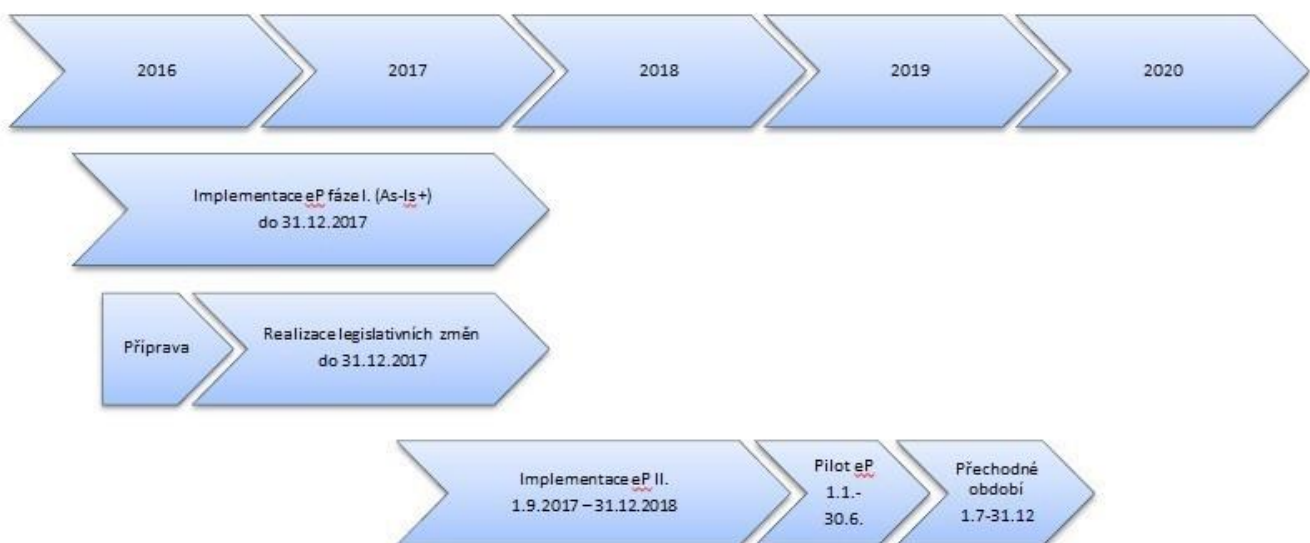 2016
2017
2018
2019
2020
Implementace eP fáze I. (As-Is+)
do 31.12.2017
Příprava
Realizace legislativních změn
do 31.12.2017
Implementace eP II.
1.9.2017 – 31.12.2018
Pilot eP
1.1.-
30.6.
Přechodné
období
1.7-31.12